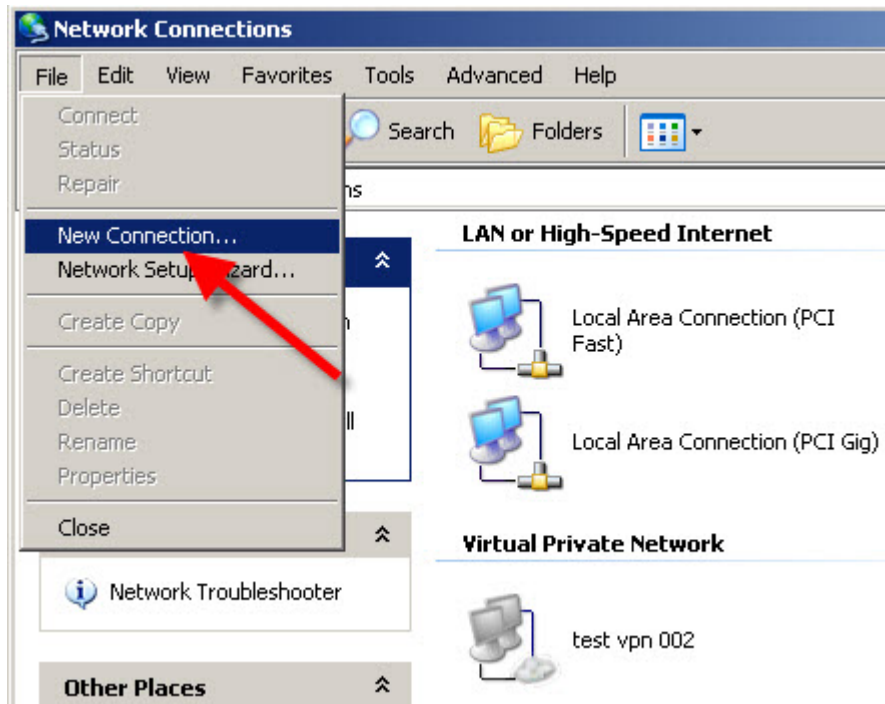 Network Connections
File Edit View Favorites Tools Advanced Help
Connect
Status
Repair
New Connection...
Network Setup
Create Copy
Create Shortcut
Delete
Rename
Properties
Close
Search Folders
LAN or High-Speed Internet
Local Area Connection (PCI
Fast)
Local Area Connection (PCI Gig)
Virtual Private Network
test vpn 002
Network Troubleshooter
Other Places